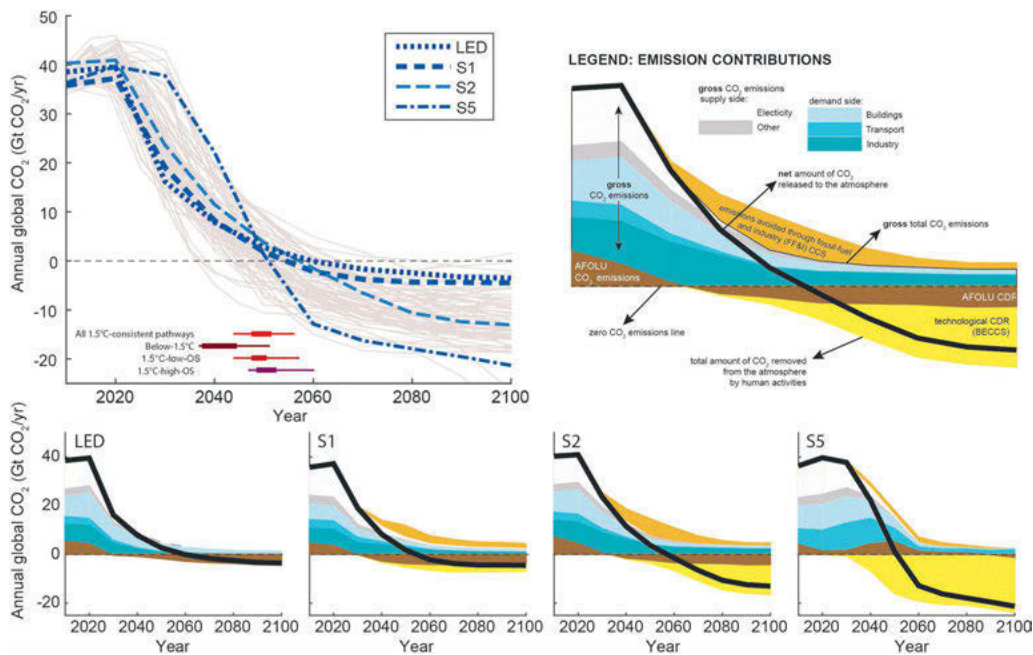 50
40
30
20
10
0
-10
-20
Annual global CO₂ (Gt CO₂/yr)
LED
S1
S2
S5
All 1.5°C-consistent pathways
Below-1.5°C
1.5°C-low-OS
1.5°C-high-OS
2020
2040
2060
2080
2100
Year
LEGEND: EMISSION CONTRIBUTIONS
gross CO₂ emissions
supply side:
Electicity
Other
demand side:
Buildings
Transport
Industry
gross
CO₂ emissions
net amount of CO₂
released to the atmosphere
emissions avoided through fossil-fuel
and industry (FF&I) CCS
gross total CO₂ emissions
AFOLU
CO₂ emissions
AFOLU CDR
zero CO₂ emissions line
technological CDR
(BECCS)
total amount of CO₂ removed
from the atmosphere
by human activities
Annual global CO₂ (Gt CO₂/yr)
40
20
0
-20
LED
2020
2040
2060
2080
2100
Year
S1
2020
2040
2060
2080
2100
Year
S2
2020
2040
2060
2080
2100
Year
S5
2020
2040
2060
2080
2100
Year